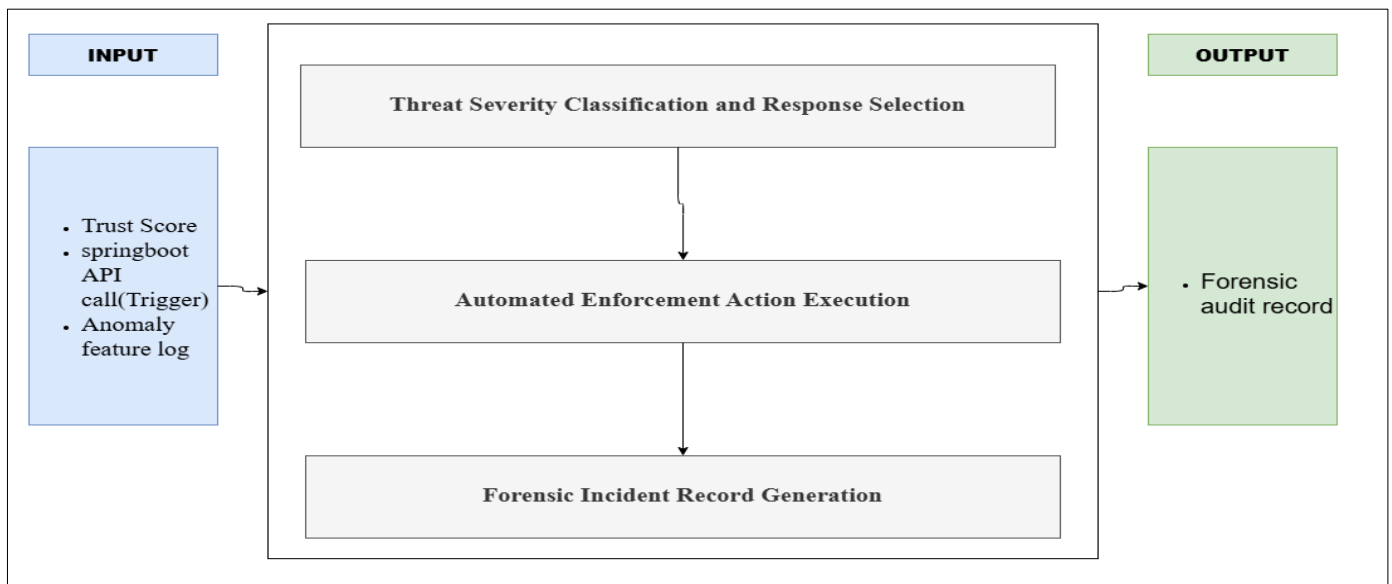 INPUT
• Trust Score
• springboot
API
call(Trigger)
• Anomaly
feature log
Threat Severity Classification and Response Selection
Automated Enforcement Action Execution
Forensic Incident Record Generation
OUTPUT
• Forensic
audit record